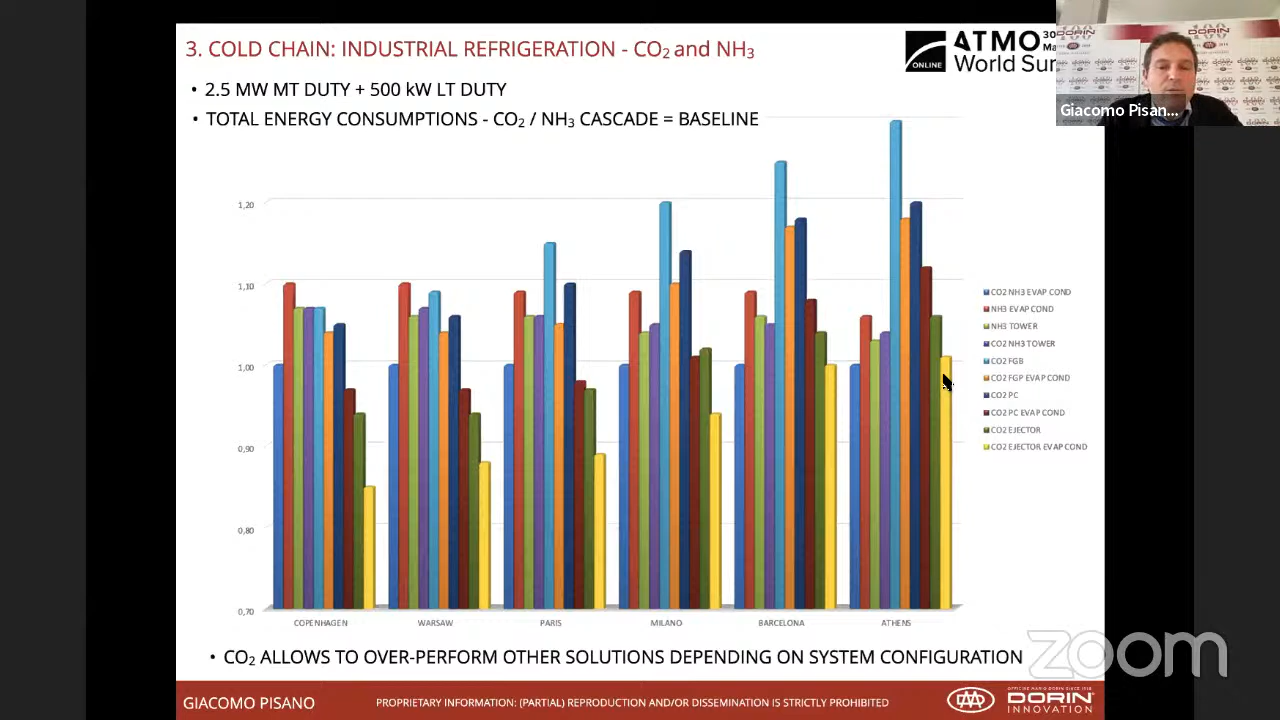 3. COLD CHAIN: INDUSTRIAL REFRIGERATION - CO2 and NH3
ATMO
ONLINE
World Sur
30
Ma
Giacomo Pisan...
• 2.5 MW MT DUTY + 500 kW LT DUTY
• TOTAL ENERGY CONSUMPTIONS - CO2 / NH3 CASCADE = BASELINE
1,20
1,10
1,00
0,90
0,80
0,70
COPENHAGEN
WARSAW
PARIS
MILANO
BARCELONA
ATHENS
CO2 NH3 EVAP COND
NH3 EVAP COND
NH3 TOWER
CO2 NH3 TOWER
CO2 FGB
CO2 FGP EVAP COND
CO2 PC
CO2 PC EVAP COND
CO2 EJECTOR
CO2 EJECTOR EVAP COND
• CO2 ALLOWS TO OVER-PERFORM OTHER SOLUTIONS DEPENDING ON SYSTEM CONFIGURATION
zoom
GIACOMO PISANO
PROPRIETARY INFORMATION: (PARTIAL) REPRODUCTION AND/OR DISSEMINATION IS STRICTLY PROHIBITED
DORIN
INNOVATION